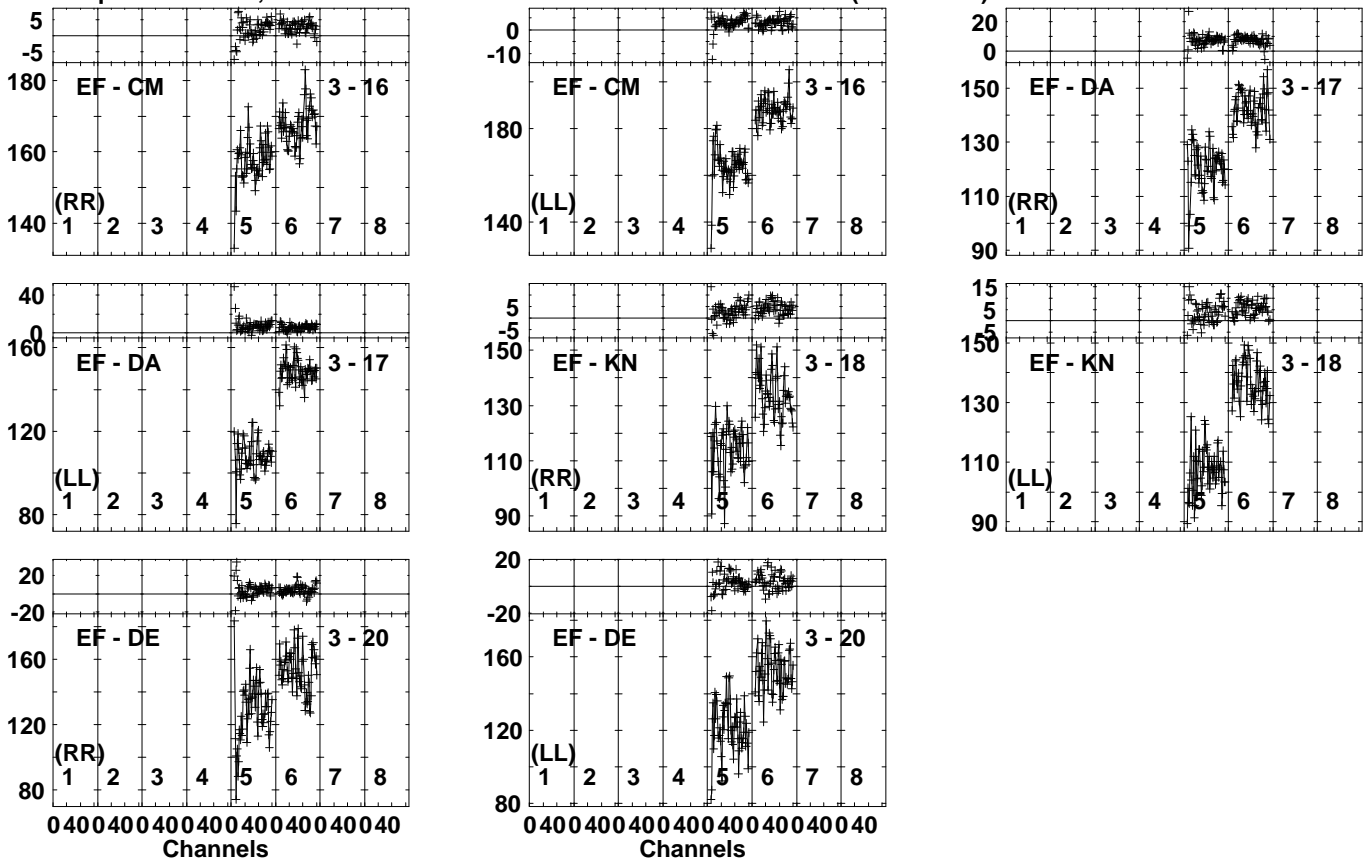 5
-5
EF - CM 3 - 16
180
160
140
(RR)
1 2 3 4 5 6 7 8
0
-10
EF - CM 3 - 16
180
140
(LL)
1 2 3 4 5 6 7 8
20
0
EF - DA 3 - 17
150
130
110
90
(RR)
1 2 3 4 5 6 7 8
40
0
EF - DA 3 - 17
160
120
80
(LL)
1 2 3 4 5 6 7 8
5
-5
EF - KN 3 - 18
150
130
110
90
(RR)
1 2 3 4 5 6 7 8
15
5
-5
EF - KN 3 - 18
150
130
110
90
(LL)
1 2 3 4 5 6 7 8
20
-20
EF - DE 3 - 20
160
120
80
(RR)
1 2 3 4 5 6 7 8
0 40 0 40 0 40 0 40 0 40 0 40 0 40 0 40
Channels
20
-20
EF - DE 3 - 20
160
120
80
(LL)
1 2 3 4 5 6 7 8
0 40 0 40 0 40 0 40 0 40 0 40 0 40 0 40
Channels